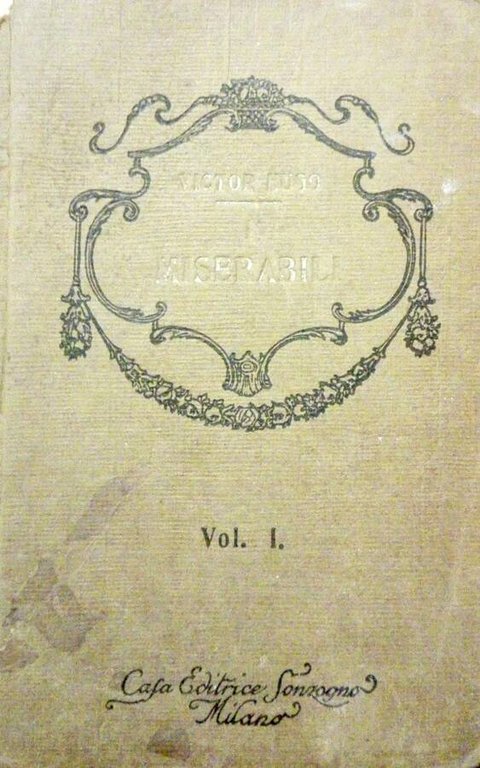 VICTOR HUGO
I
MISERABILI
Vol. I.
Casa Editrice Sonzogno
Milano